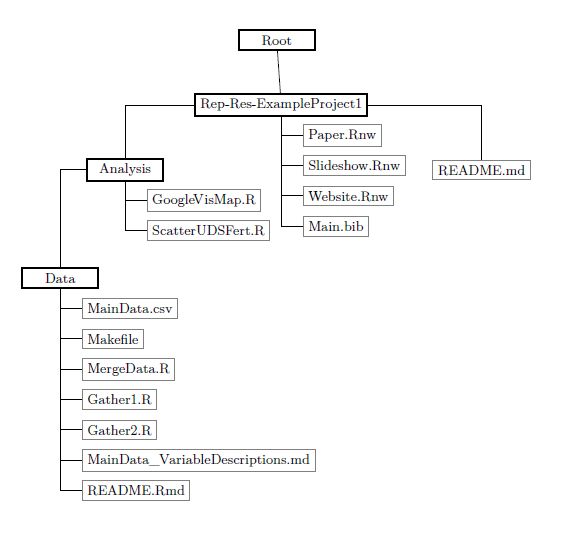 Root
Rep-Res-ExampleProject1
Paper.Rnw
Slideshow.Rnw
Website.Rnw
Main.bib
README.md
Analysis
GoogleVisMap.R
ScatterUDSFert.R
Data
MainData.csv
Makefile
MergeData.R
Gather1.R
Gather2.R
MainData_VariableDescriptions.md
README.Rmd